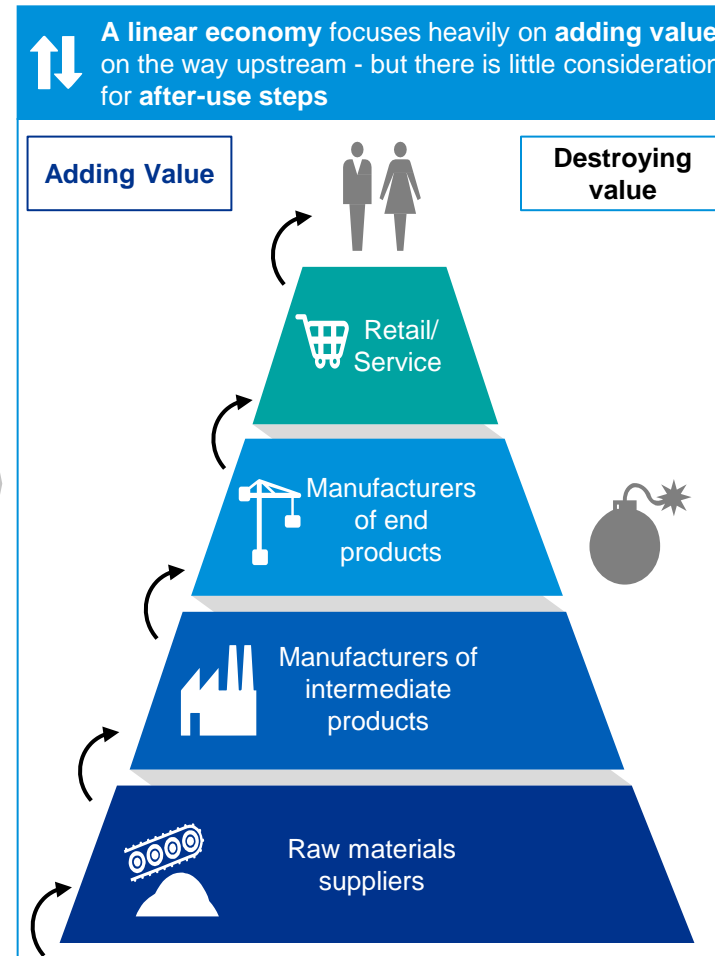 A linear economy focuses heavily on adding value
on the way upstream - but there is little consideration
for after-use steps
Adding Value
Destroying
value
Retail/
Service
Manufacturers
of end
products
Manufacturers of
intermediate
products
Raw materials
suppliers